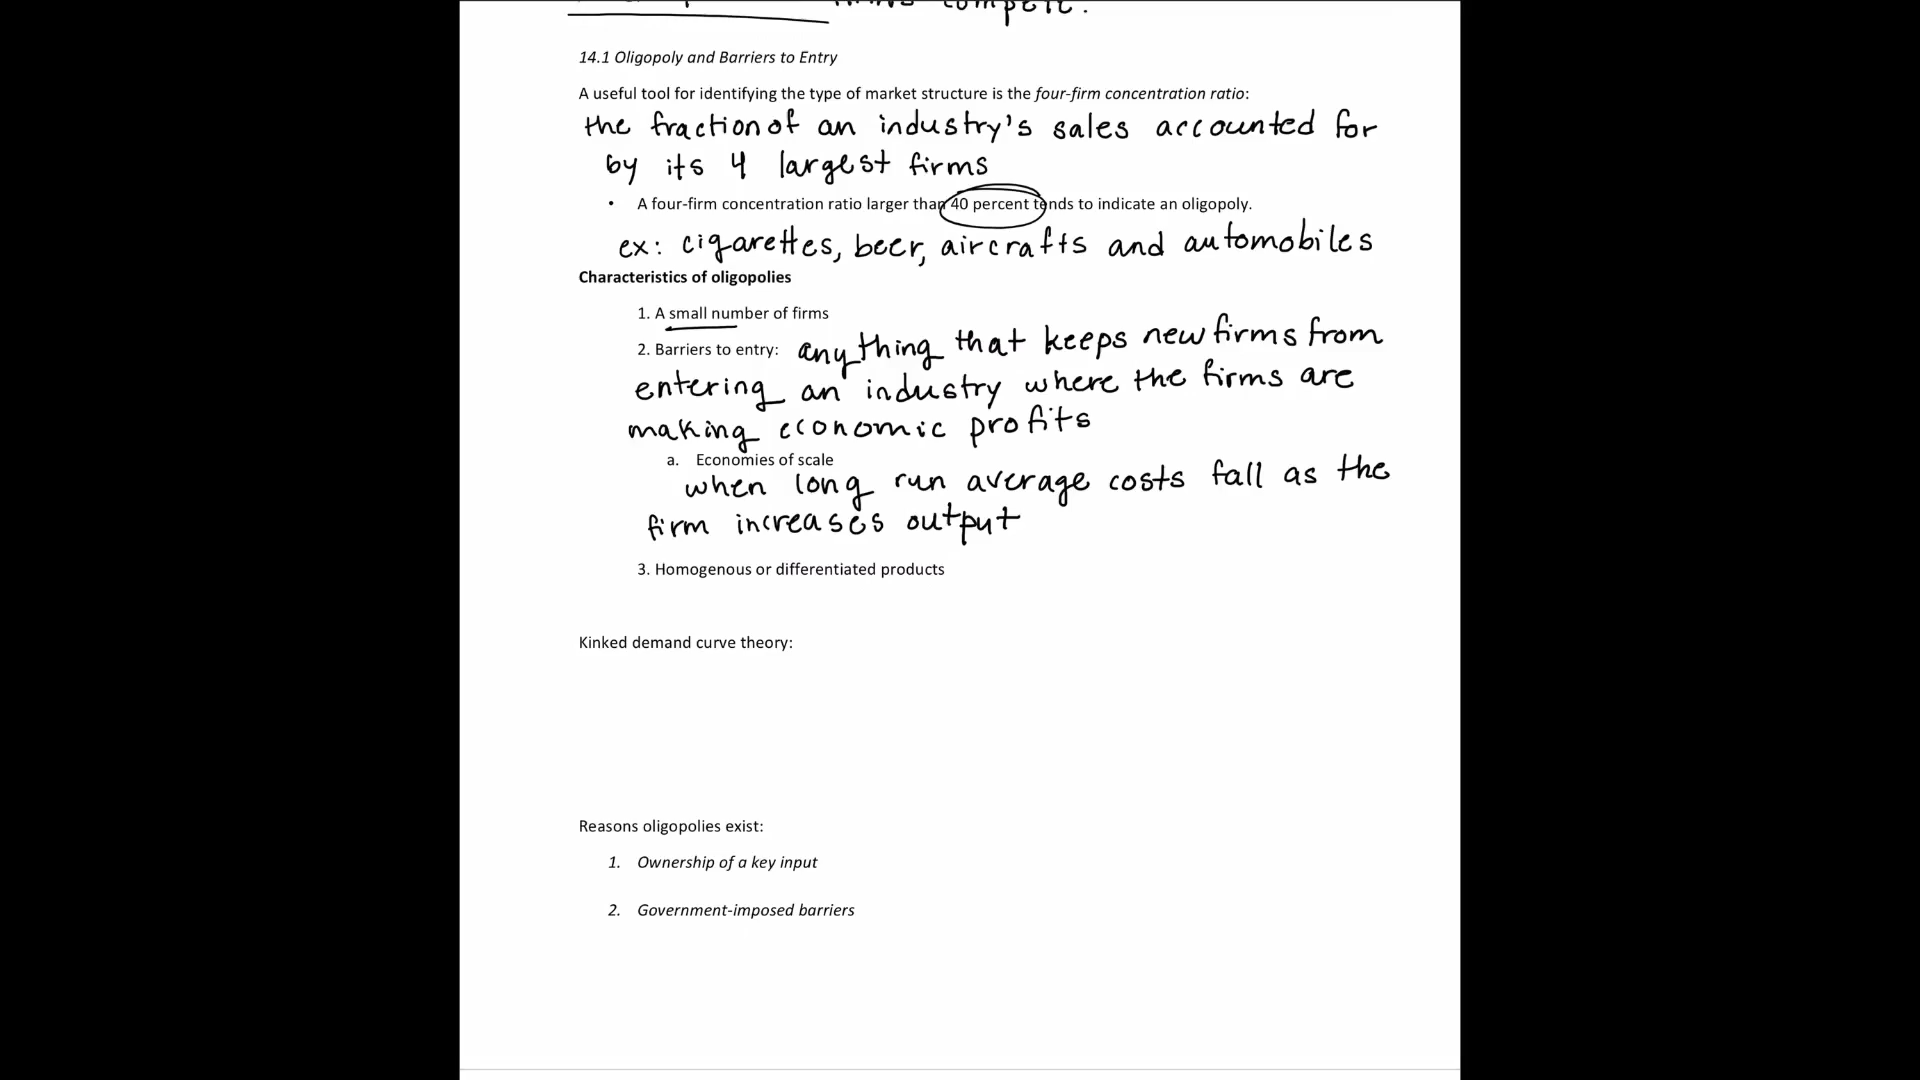 compete.
14.1 Oligopoly and Barriers to Entry
A useful tool for identifying the type of market structure is the four-firm concentration ratio:
the fraction of an industry's sales accounted for
by its 4 largest firms
• A four-firm concentration ratio larger than 40 percent tends to indicate an oligopoly.
ex: cigarettes, beer, aircrafts and automobiles
Characteristics of oligopolies
1. A small number of firms
2. Barriers to entry: anything that keeps new firms from
entering an industry where the firms are
making economic profits
a. Economies of scale
when long run average costs fall as the
firm increases output
3. Homogenous or differentiated products
Kinked demand curve theory:
Reasons oligopolies exist:
1. Ownership of a key input
2. Government-imposed barriers